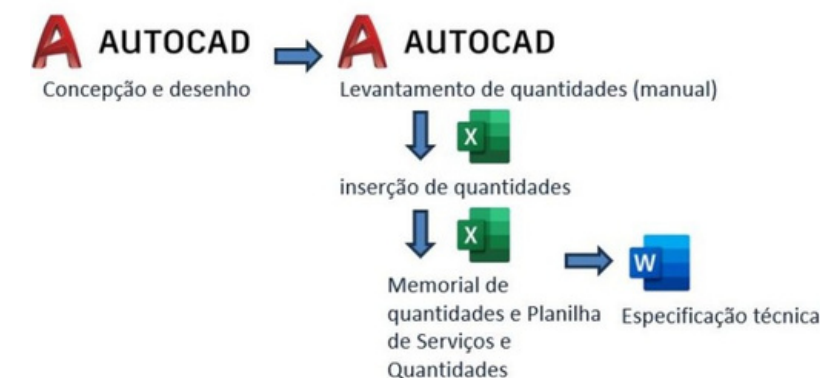 AUTOCAD
AUTOCAD
Concepção e desenho
Levantamento de quantidades (manual)
X
inserção de quantidades
X
W
Memorial de
quantidades e Planilha
de Serviços e
Quantidades
Especificação técnica